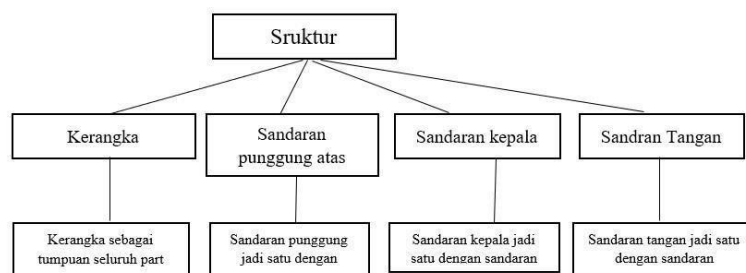 Sruktur
Kerangka
Sandaran
punggung atas
Sandaran kepala
Sandran Tangan
Kerangka sebagai
tumpuan seluruh part
Sandaran punggung
jadi satu dengan
Sandaran kepala jadi
satu dengan sandaran
Sandaran tangan jadi satu
dengan sandaran